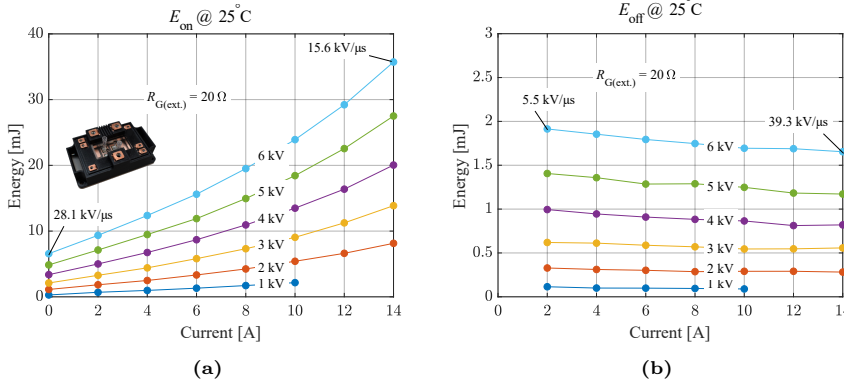 E_on @ 25°C
40
30
20
10
0
Energy [mJ]
0 2 4 6 8 10 12 14
Current [A]
15.6 kV/μs
R_G(ext.) = 20 Ω
28.1 kV/μs
6 kV
5 kV
4 kV
3 kV
2 kV
1 kV
(a)
E_off @ 25°C
3
2.5
2
1.5
1
0.5
0
Energy [mJ]
0 2 4 6 8 10 12 14
Current [A]
R_G(ext.) = 20 Ω
5.5 kV/μs
39.3 kV/μs
6 kV
5 kV
4 kV
3 kV
2 kV
1 kV
(b)